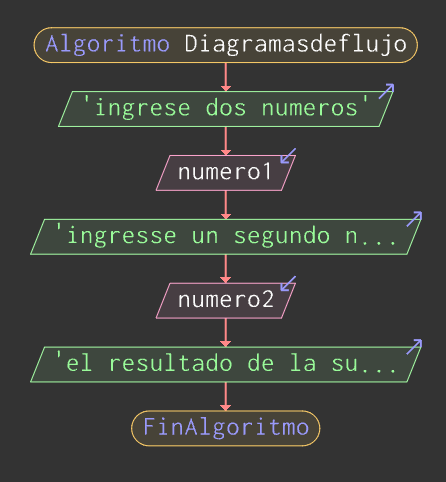 Algoritmo Diagramasdeflujo
'ingrese dos numeros'
numero1
'ingresse un segundo n...
numero2
'el resultado de la su...
FinAlgoritmo